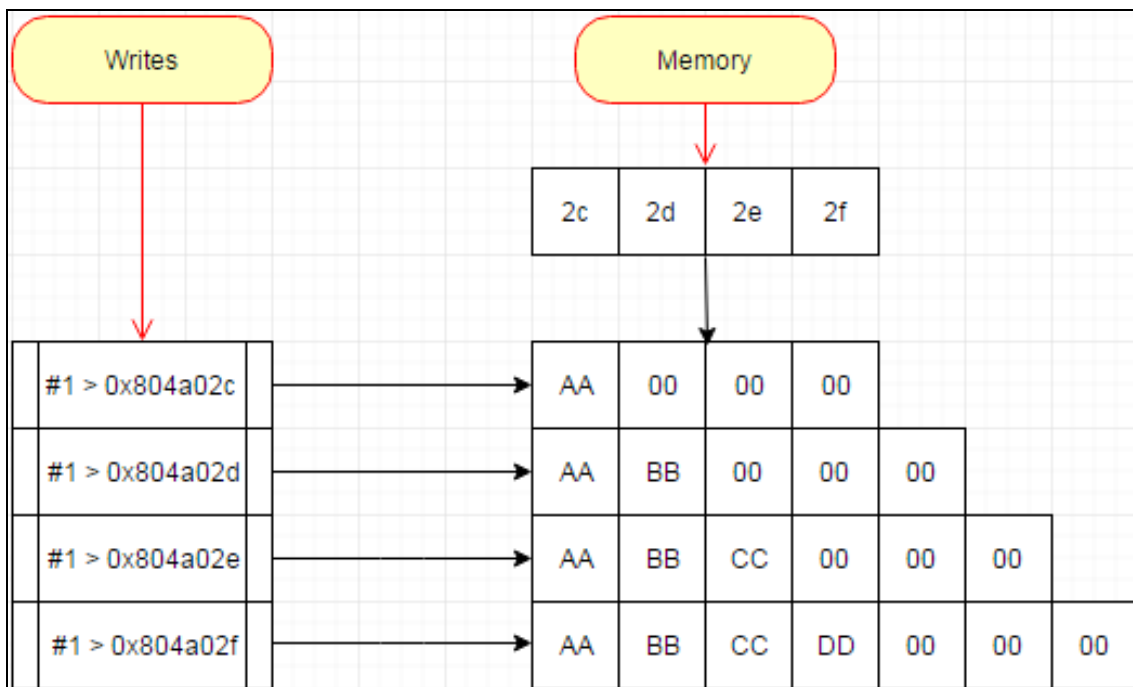 Writes Memory
2c 2d 2e 2f
#1 > 0x804a02c AA 00 00 00
#1 > 0x804a02d AA BB 00 00 00
#1 > 0x804a02e AA BB CC 00 00 00
#1 > 0x804a02f AA BB CC DD 00 00 00